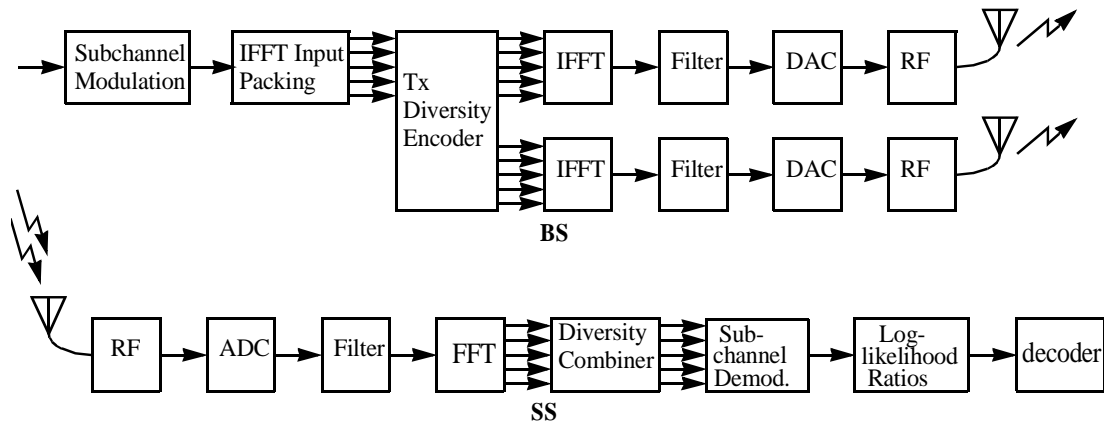 Subchannel
Modulation
IFFT Input
Packing
Tx
Diversity
Encoder
IFFT
Filter
DAC
RF
IFFT
Filter
DAC
RF
BS
RF
ADC
Filter
FFT
Diversity
Combiner
Sub-
channel
Demod.
Log-
likelihood
Ratios
decoder
SS